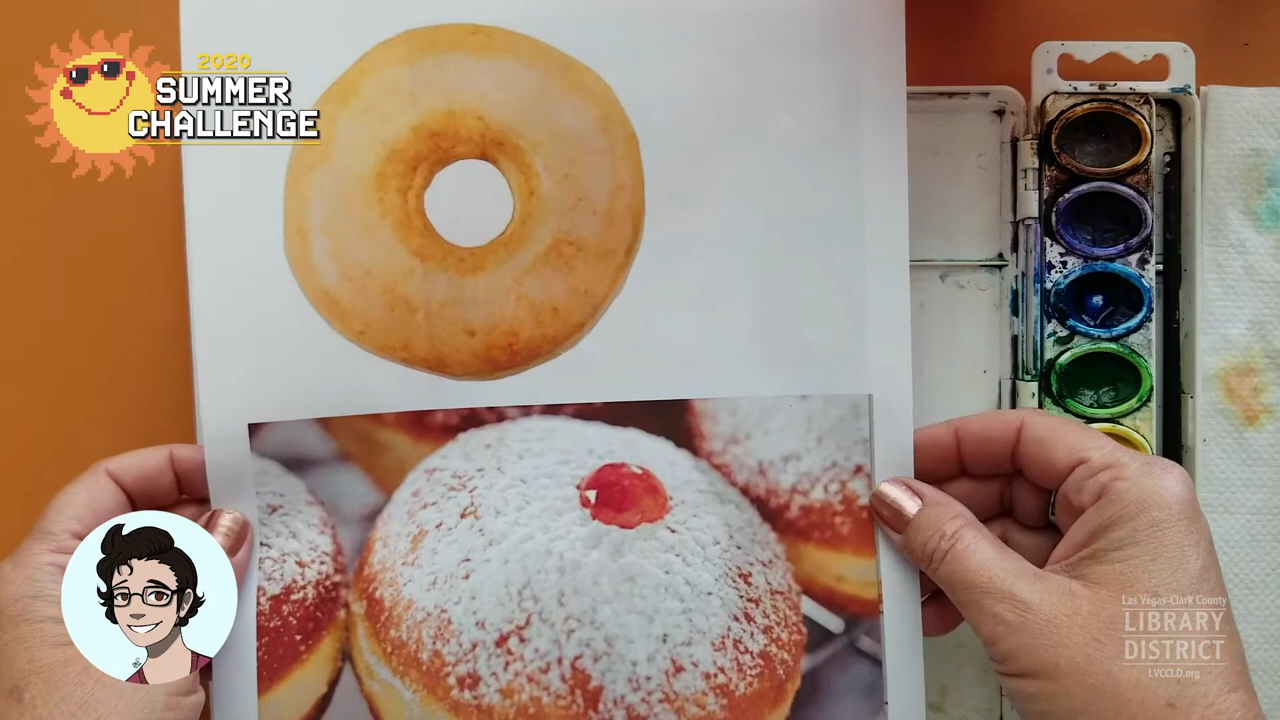 2020
SUMMER
CHALLENGE
Las Vegas-Clark County
LIBRARY
DISTRICT
LVCCLD.org